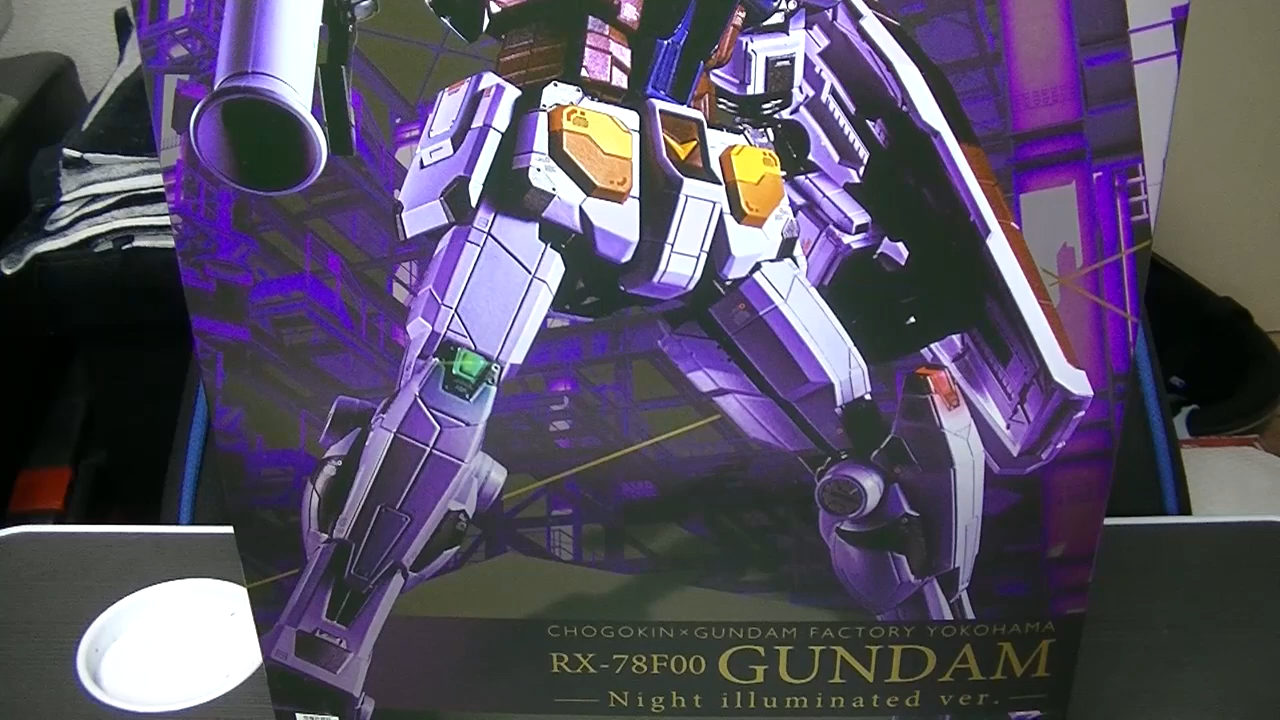 CHOGOKIN×GUNDAM FACTORY YOKOHAMA
RX-78F00 GUNDAM
Night illuminated ver.